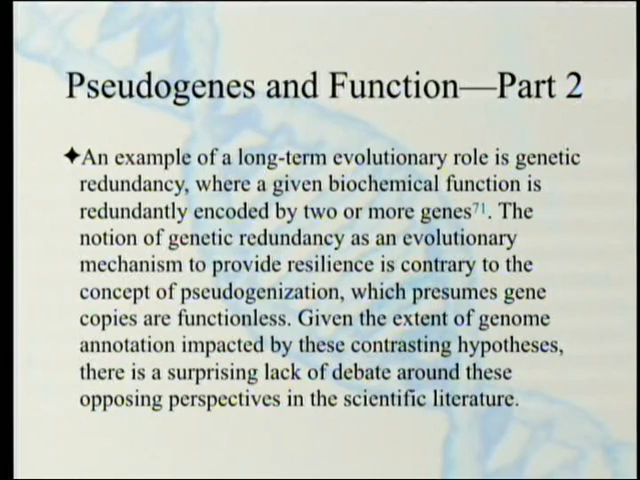 Pseudogenes and Function—Part 2
✦An example of a long-term evolutionary role is genetic
redundancy, where a given biochemical function is
redundantly encoded by two or more genes⁷¹. The
notion of genetic redundancy as an evolutionary
mechanism to provide resilience is contrary to the
concept of pseudogenization, which presumes gene
copies are functionless. Given the extent of genome
annotation impacted by these contrasting hypotheses,
there is a surprising lack of debate around these
opposing perspectives in the scientific literature.